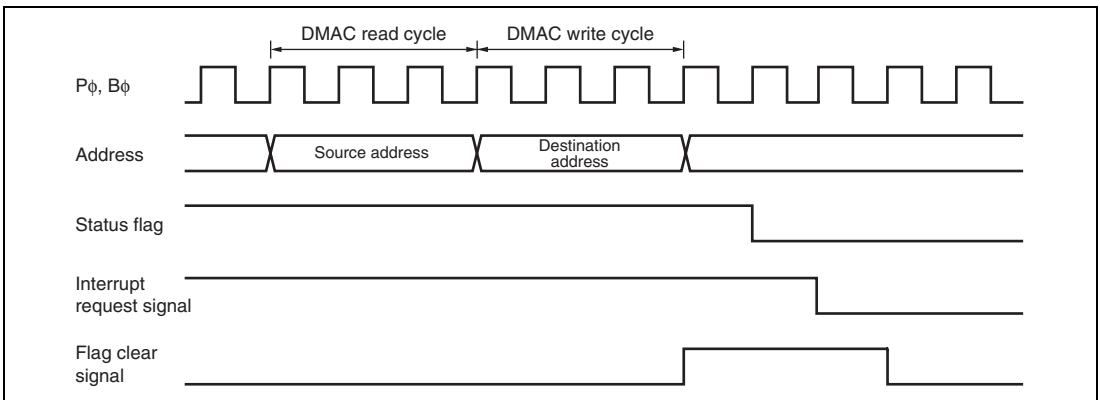 DMAC read cycle DMAC write cycle
Pϕ, Bϕ
Address
Source address
Destination
address
Status flag
Interrupt
request signal
Flag clear
signal